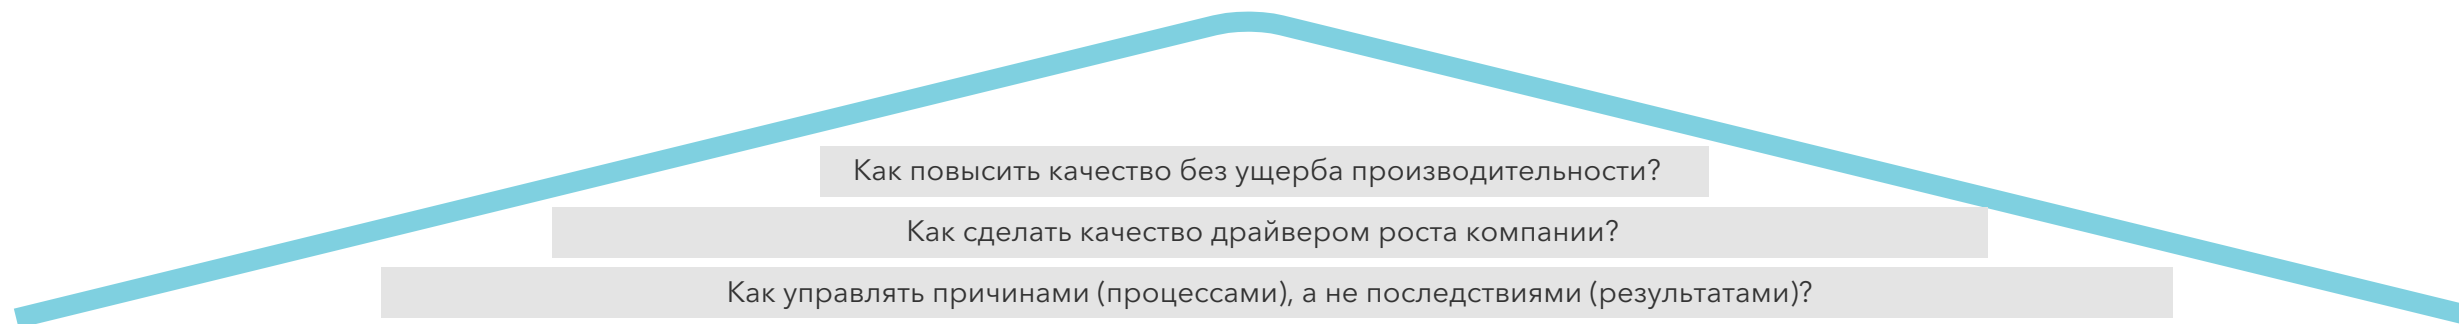 Как повысить качество без ущерба производительности?
Как сделать качество драйвером роста компании?
Как управлять причинами (процессами), а не последствиями (результатами)?